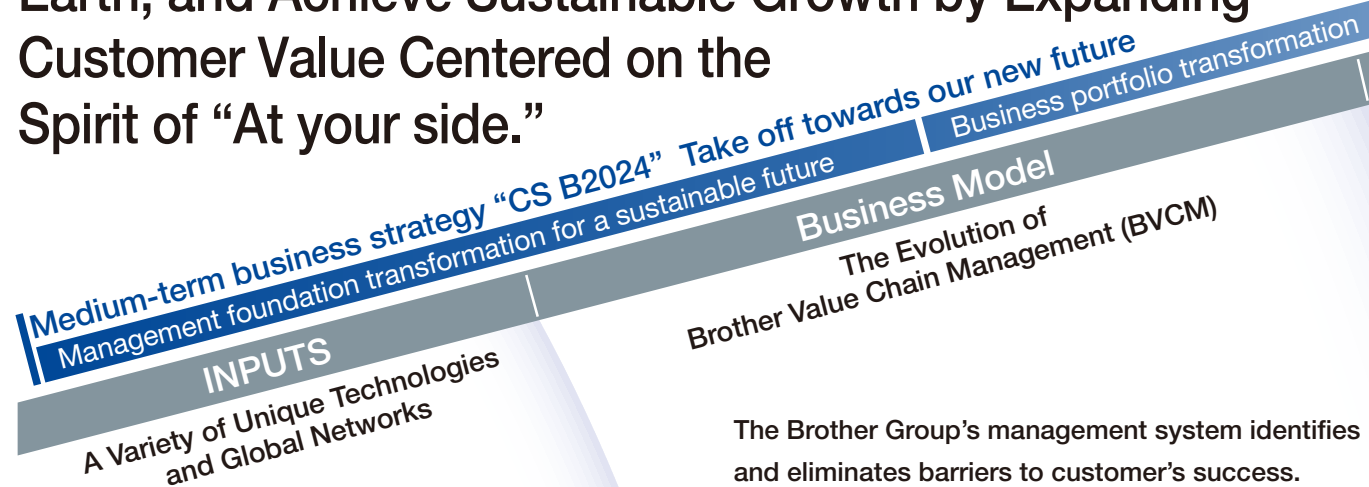 Earth, and Achieve Sustainable Growth by Expanding
Customer Value Centered on the
Spirit of “At your side.”
Medium-term business strategy “CS B2024” Take off towards our new future
Management foundation transformation for a sustainable future
Business portfolio transformation
INPUTS
Business Model
A Variety of Unique Technologies
and Global Networks
The Evolution of
Brother Value Chain Management (BVCM)
The Brother Group’s management system identifies
and eliminates barriers to customer’s success.